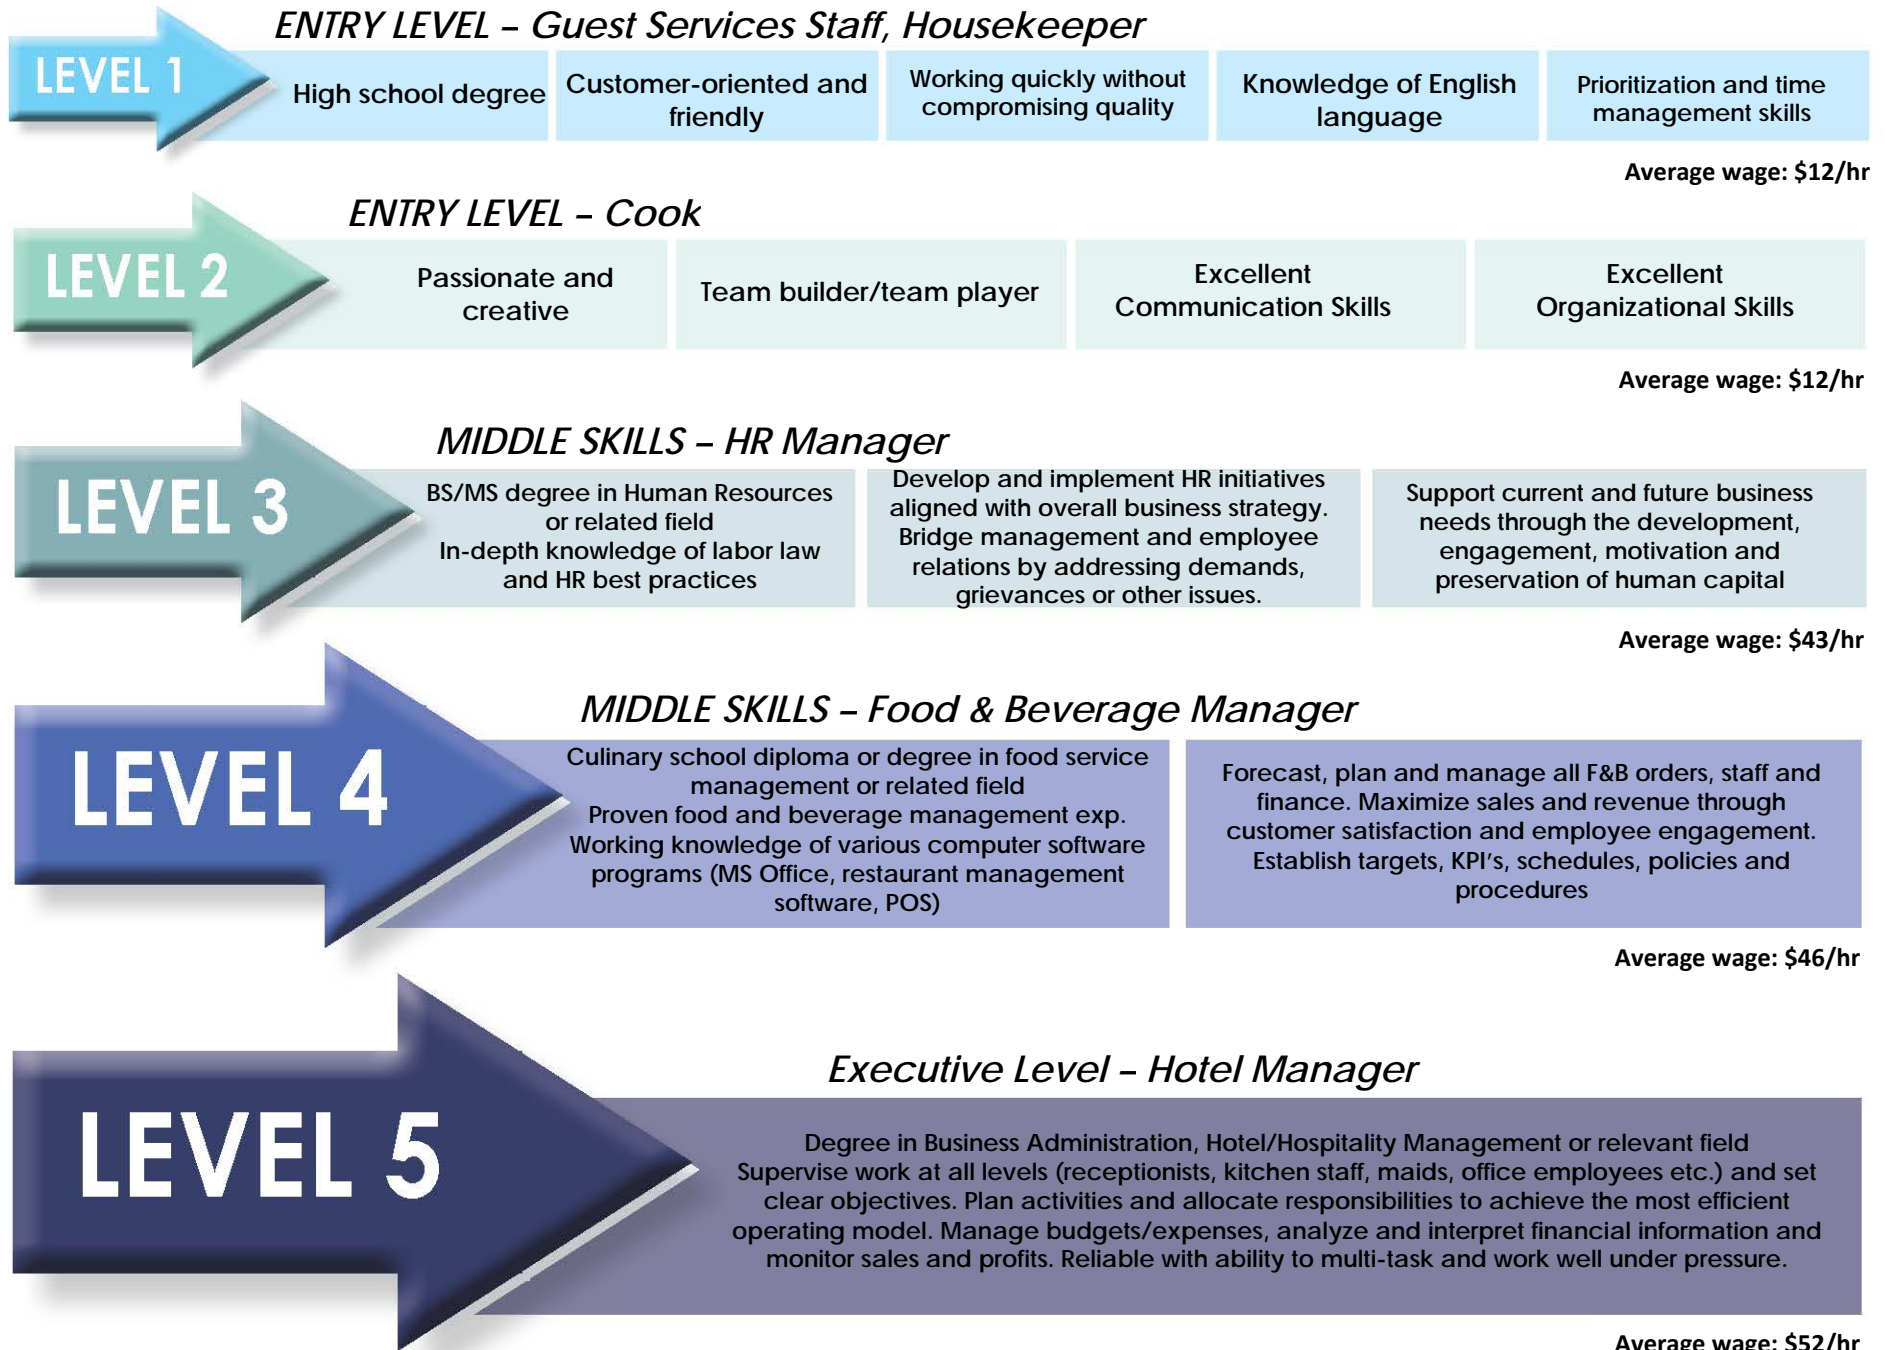 ENTRY LEVEL – Guest Services Staff, Housekeeper
LEVEL 1
High school degree
Customer-oriented and
friendly
Working quickly without
compromising quality
Knowledge of English
language
Prioritization and time
management skills
Average wage: $12/hr
ENTRY LEVEL – Cook
LEVEL 2
Passionate and
creative
Team builder/team player
Excellent
Communication Skills
Excellent
Organizational Skills
Average wage: $12/hr
MIDDLE SKILLS – HR Manager
LEVEL 3
BS/MS degree in Human Resources
or related field
In-depth knowledge of labor law
and HR best practices
Develop and implement HR initiatives
aligned with overall business strategy.
Bridge management and employee
relations by addressing demands,
grievances or other issues.
Support current and future business
needs through the development,
engagement, motivation and
preservation of human capital
Average wage: $43/hr
MIDDLE SKILLS – Food & Beverage Manager
LEVEL 4
Culinary school diploma or degree in food service
management or related field
Proven food and beverage management exp.
Working knowledge of various computer software
programs (MS Office, restaurant management
software, POS)
Forecast, plan and manage all F&B orders, staff and
finance. Maximize sales and revenue through
customer satisfaction and employee engagement.
Establish targets, KPI's, schedules, policies and
procedures
Average wage: $46/hr
Executive Level – Hotel Manager
LEVEL 5
Degree in Business Administration, Hotel/Hospitality Management or relevant field
Supervise work at all levels (receptionists, kitchen staff, maids, office employees etc.) and set
clear objectives. Plan activities and allocate responsibilities to achieve the most efficient
operating model. Manage budgets/expenses, analyze and interpret financial information and
monitor sales and profits. Reliable with ability to multi-task and work well under pressure.
Average wage: $52/hr